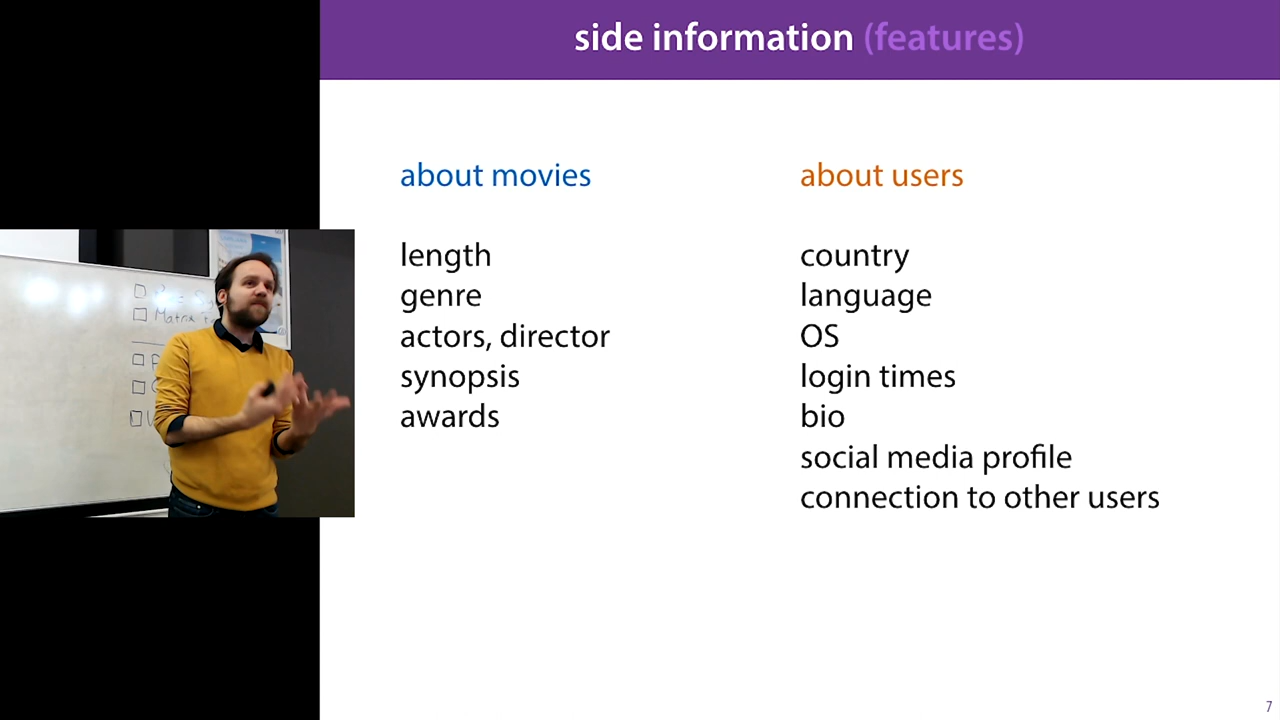 side information (features)
about movies
length
genre
actors, director
synopsis
awards
about users
country
language
OS
login times
bio
social media profile
connection to other users
Matrix
7